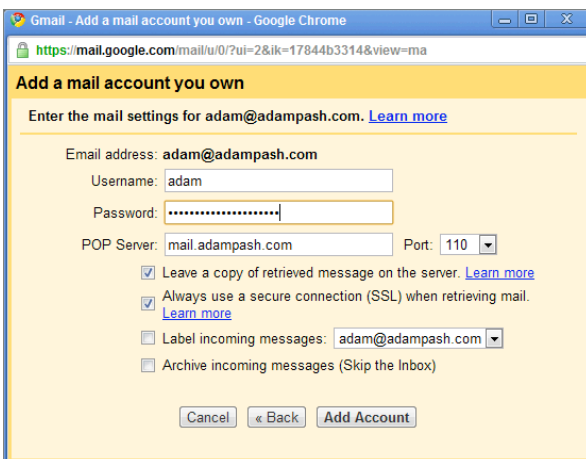 Gmail - Add a mail account you own - Google Chrome
https://mail.google.com/mail/u/0/?ui=2&ik=17844b3314&view=ma
Add a mail account you own
Enter the mail settings for adam@adampash.com. Learn more
Email address: adam@adampash.com
Username: adam
Password: •••••••••••••••••••••
POP Server: mail.adampash.com Port: 110
Leave a copy of retrieved message on the server. Learn more
Always use a secure connection (SSL) when retrieving mail.
Learn more
Label incoming messages: adam@adampash.com
Archive incoming messages (Skip the Inbox)
Cancel « Back Add Account